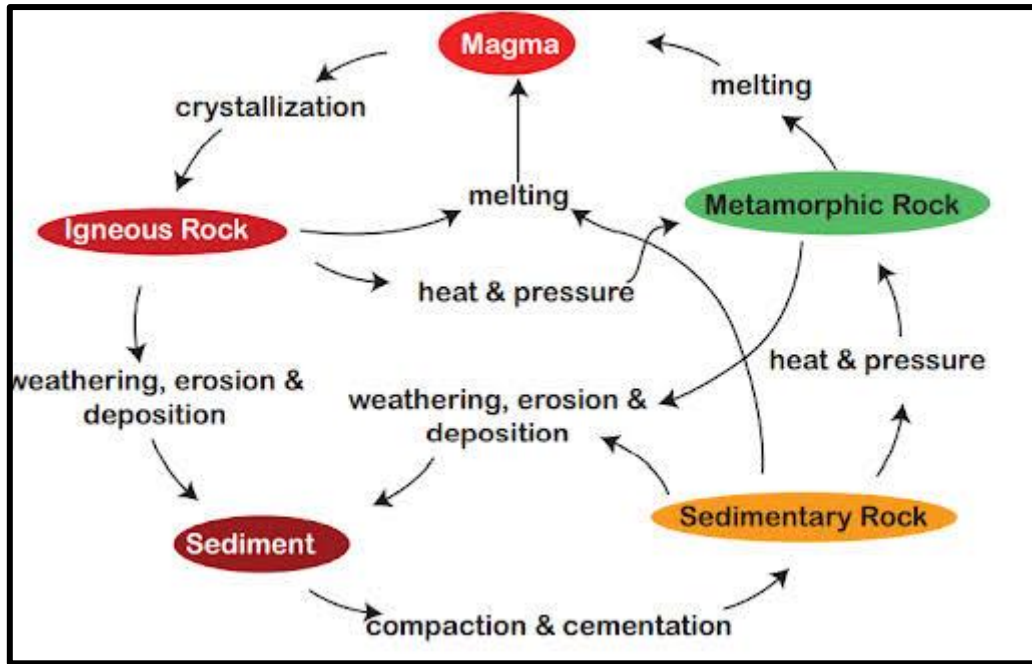 Magma
melting
crystallization
melting
Metamorphic Rock
Igneous Rock
heat & pressure
heat & pressure
weathering, erosion &
deposition
weathering, erosion &
deposition
Sedimentary Rock
Sediment
compaction & cementation